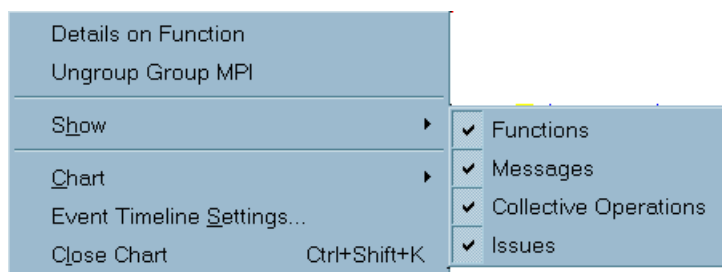 Details on Function
Ungroup Group MPI
Show
Functions
Messages
Chart
Collective Operations
Event Timeline Settings...
Issues
Close Chart Ctrl+Shift+K